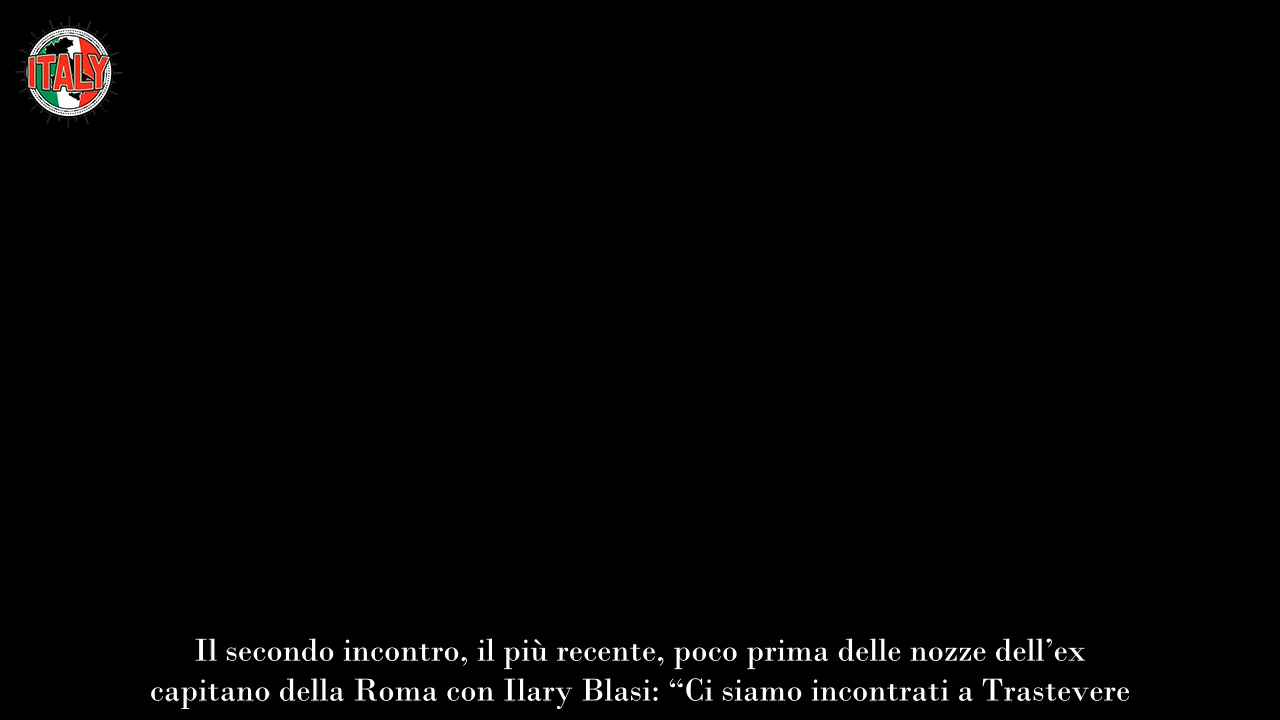 ITALY
Il secondo incontro, il più recente, poco prima delle nozze dell’ex
capitano della Roma con Ilary Blasi: “Ci siamo incontrati a Trastevere